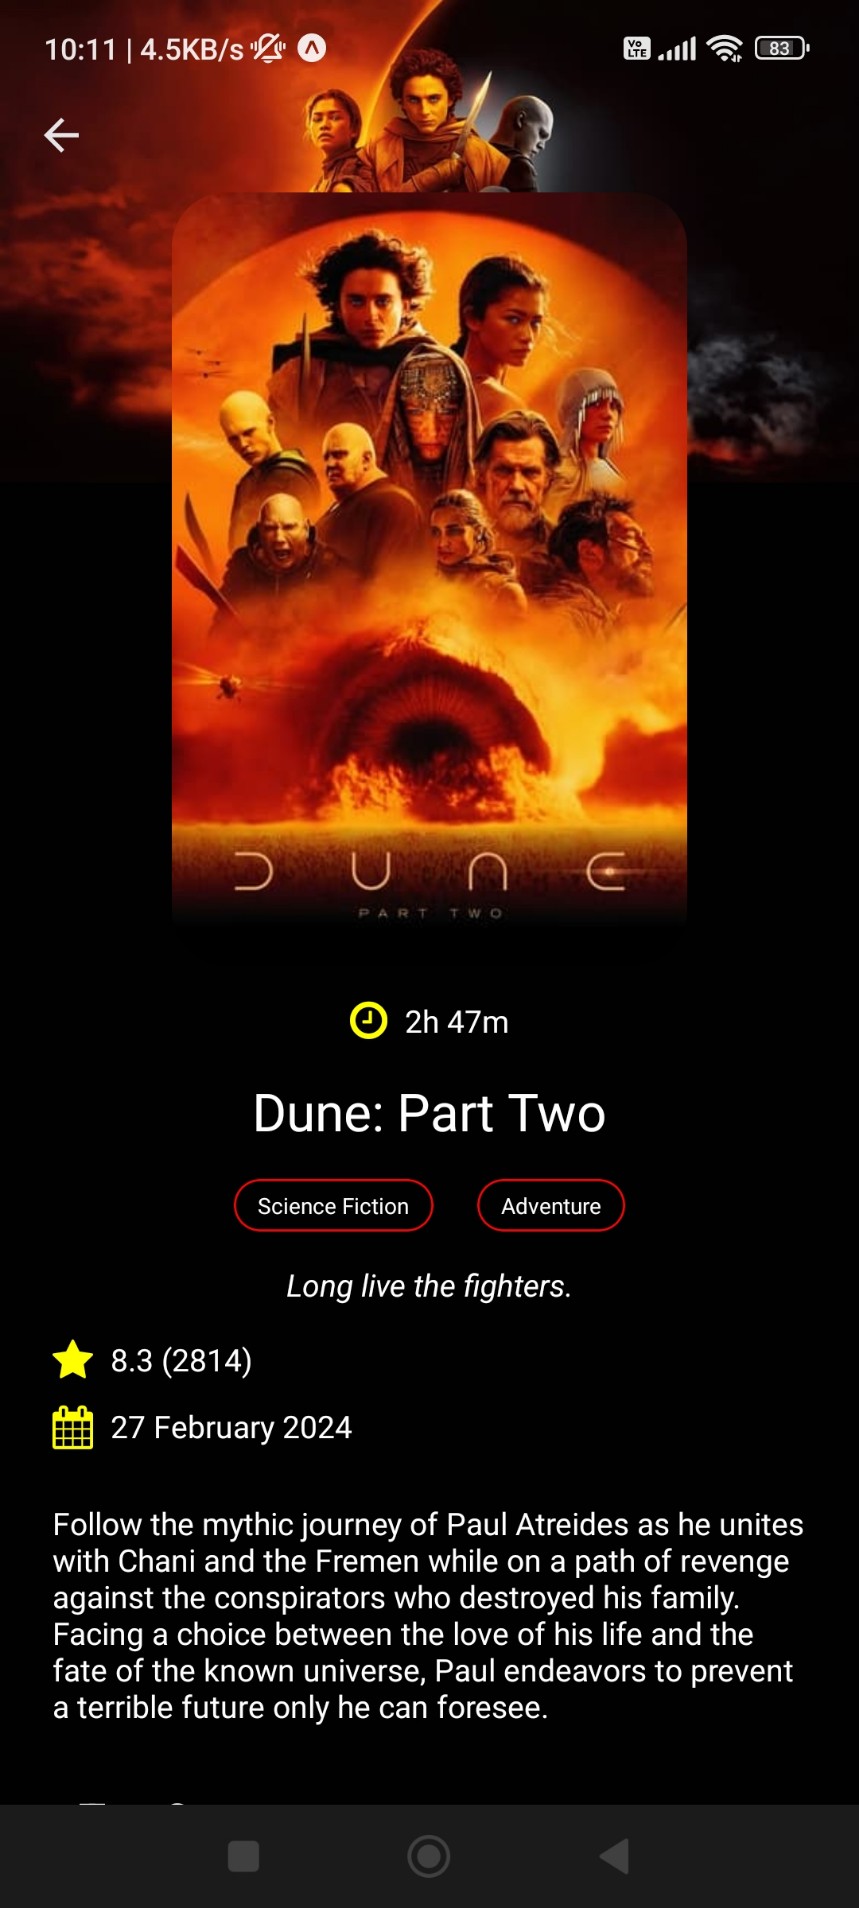 10:11 | 4.5KB/s
Vo LTE
83
DUNE
PART TWO
2h 47m
Dune: Part Two
Science Fiction
Adventure
Long live the fighters.
8.3 (2814)
27 February 2024
Follow the mythic journey of Paul Atreides as he unites
with Chani and the Fremen while on a path of revenge
against the conspirators who destroyed his family.
Facing a choice between the love of his life and the
fate of the known universe, Paul endeavors to prevent
a terrible future only he can foresee.